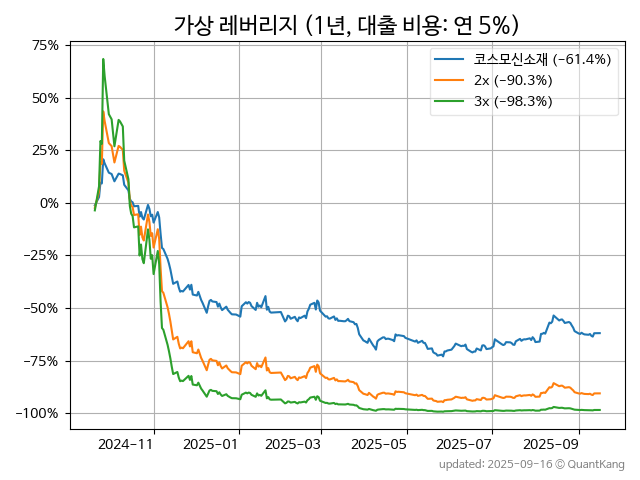 가상 레버리지 (1년, 대출 비용: 연 5%)
코스모신소재 (−61.4%)
2x (−90.3%)
3x (−98.3%)
75%
50%
25%
0%
−25%
−50%
−75%
−100%
2024-11 2025-01 2025-03 2025-05 2025-07 2025-09
updated: 2025-09-16 © QuantKang